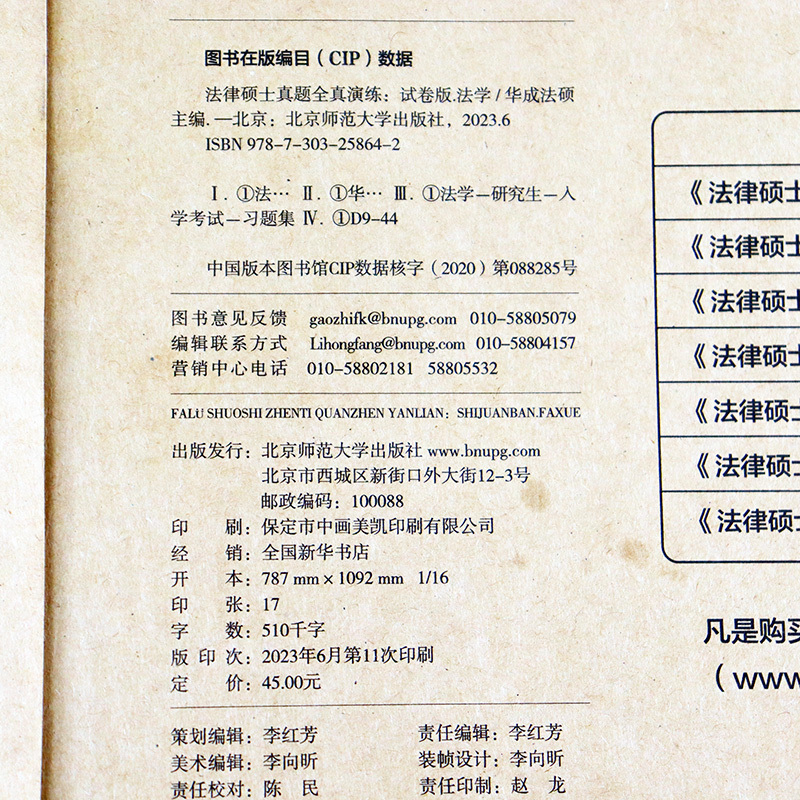 图书在版编目（CIP）数据
法律硕士真题全真演练：试卷版.法学 / 华成法硕
主编. —北京：北京师范大学出版社，2023.6
ISBN 978-7-303-25864-2
Ⅰ. ①法… Ⅱ. ①华… Ⅲ. ①法学—研究生—入
学考试—习题集 Ⅳ. ①D9-44
中国版本图书馆CIP数据核字（2020）第088285号
图书意见反馈 gaozhifk@bnupg.com 010-58805079
编辑联系方式 Lihongfang@bnupg.com 010-58804157
营销中心电话 010-58802181 58805532
FALU SHUOSHI ZHENTI QUANZHEN YANLIAN：SHIJUANBAN.FAXUE
出版发行：北京师范大学出版社 www.bnupg.com
北京市西城区新街口外大街12-3号
邮政编码：100088
印 刷：保定市中画美凯印刷有限公司
经 销：全国新华书店
开 本：787 mm×1092 mm 1/16
印 张：17
字 数：510千字
版 印 次：2023年6月第11次印刷
定 价：45.00元
策划编辑：李红芳 责任编辑：李红芳
美术编辑：李向昕 装帧设计：李向昕
责任校对：陈 民 责任印制：赵 龙
《法律硕士
《法律硕士
《法律硕士
《法律硕士
《法律硕士
《法律硕士
《法律硕士
凡是购买
（www